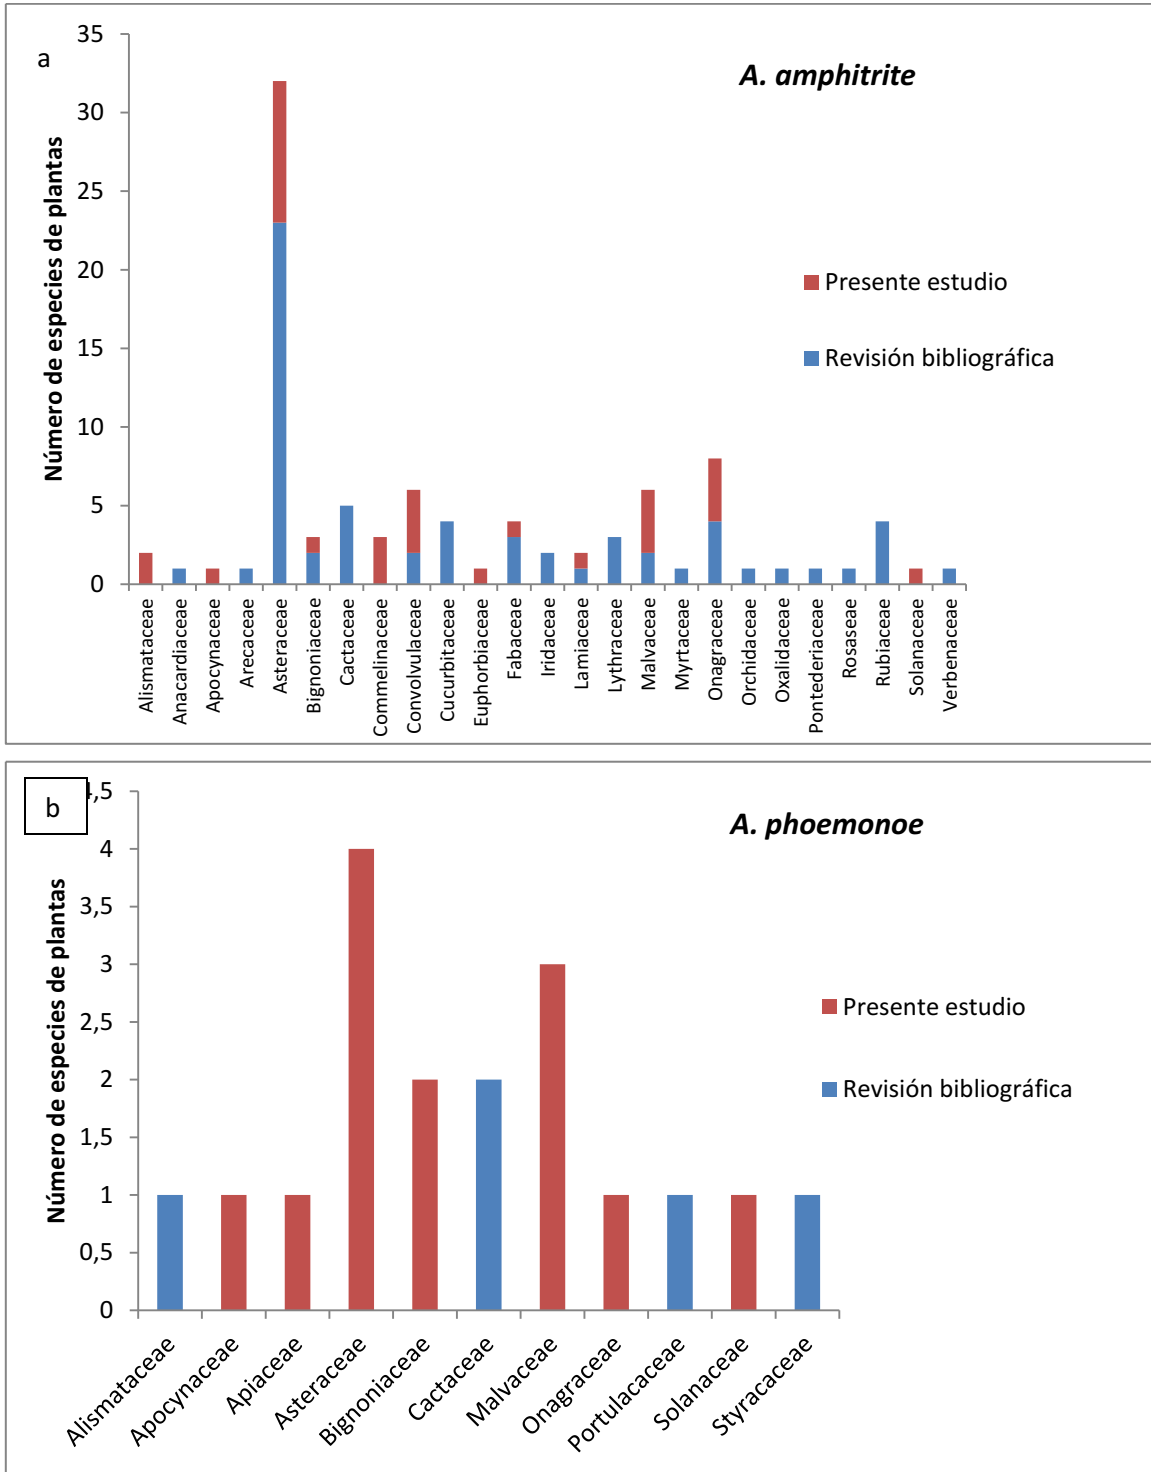 a
A. amphitrite
Número de especies de plantas
35
30
25
20
15
10
5
0
Presente estudio
Revisión bibliográfica
Alismataceae
Anacardiaceae
Apocynaceae
Arecaceae
Asteraceae
Bignoniaceae
Cactaceae
Commelinaceae
Convolvulaceae
Cucurbitaceae
Euphorbiaceae
Fabaceae
Iridaceae
Lamiaceae
Lythraceae
Malvaceae
Myrtaceae
Onagraceae
Orchidaceae
Oxalidaceae
Pontederiaceae
Rosaseae
Rubiaceae
Solanaceae
Verbenaceae
b
A. phoemonoe
Número de especies de plantas
4,5
4
3,5
3
2,5
2
1,5
1
0,5
0
Presente estudio
Revisión bibliográfica
Alismataceae
Apocynaceae
Apiaceae
Asteraceae
Bignoniaceae
Cactaceae
Malvaceae
Onagraceae
Portulacaceae
Solanaceae
Styracaceae